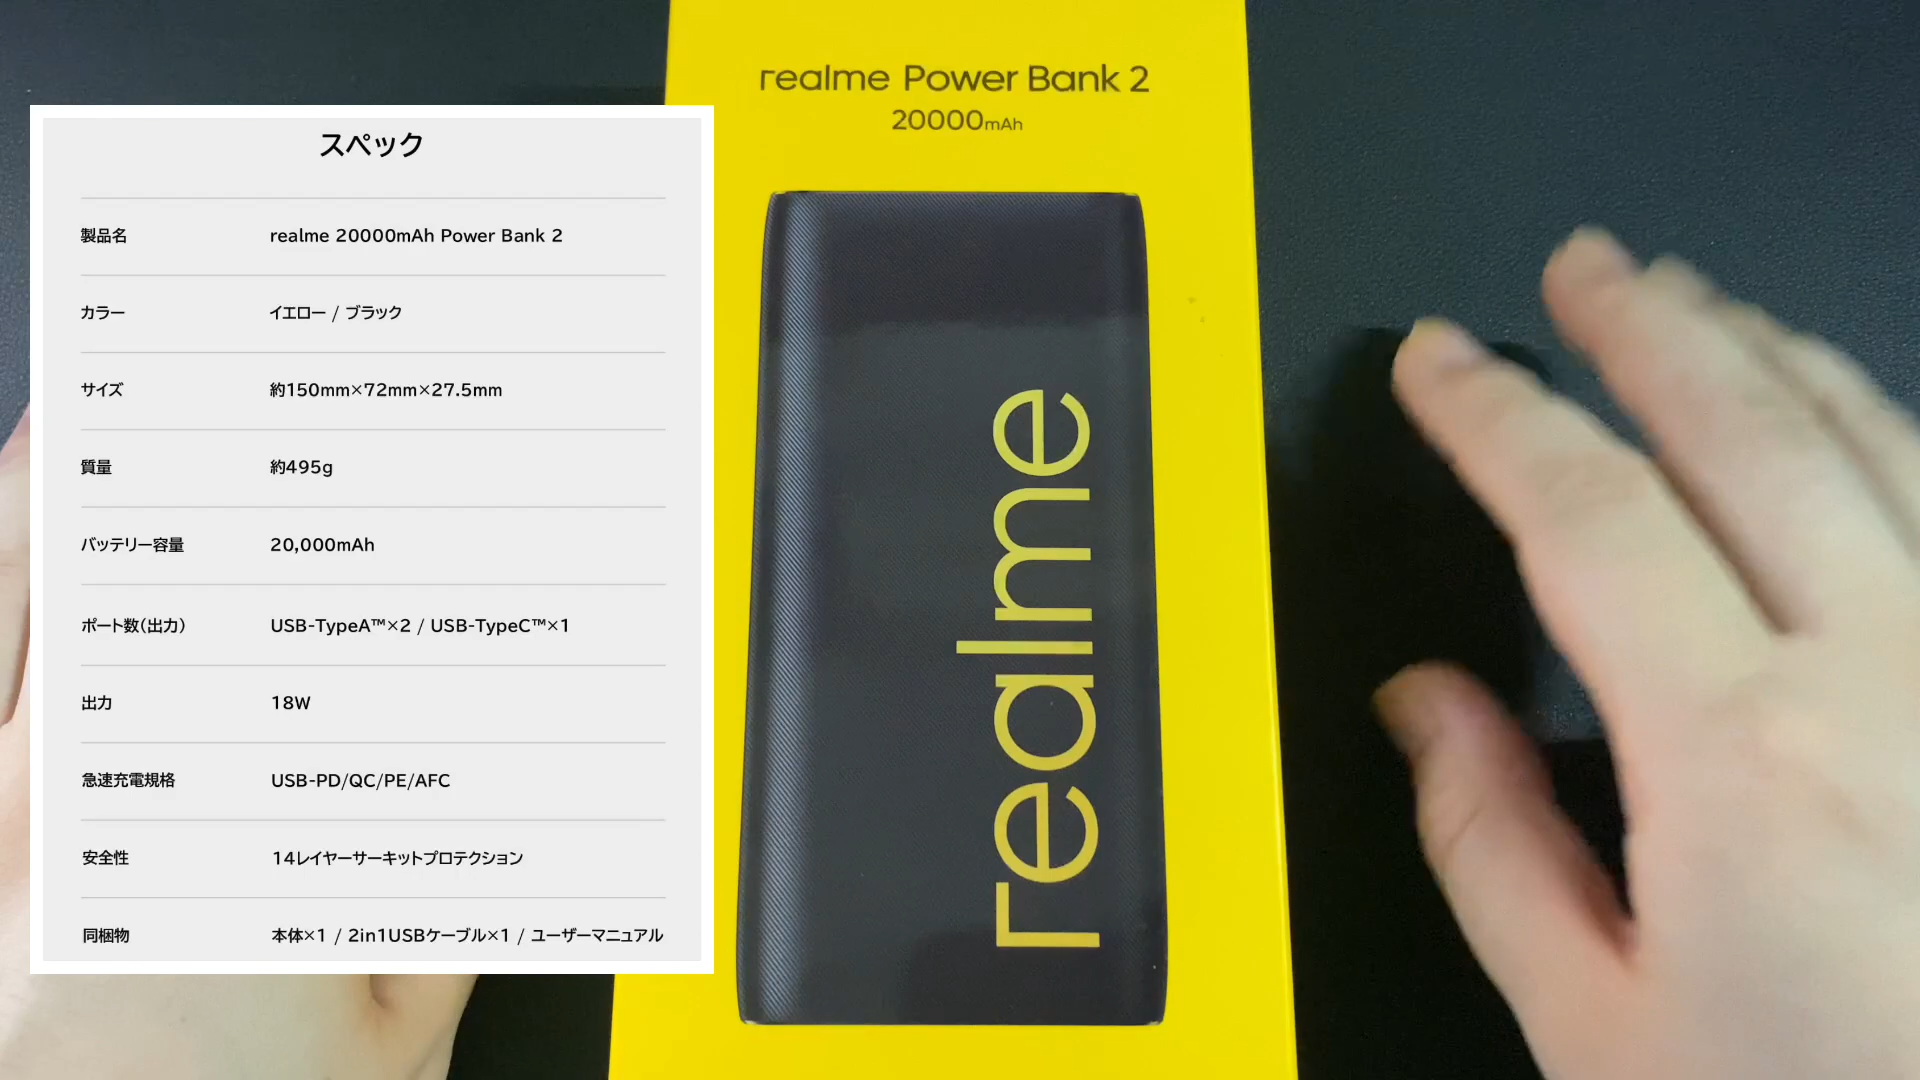 realme Power Bank 2
20000mAh
realme
スペック
製品名 realme 20000mAh Power Bank 2
カラー イエロー / ブラック
サイズ 約150mm×72mm×27.5mm
質量 約495g
バッテリー容量 20,000mAh
ポート数(出力) USB-TypeA™×2 / USB-TypeC™×1
出力 18W
急速充電規格 USB-PD/QC/PE/AFC
安全性 14レイヤーサーキットプロテクション
同梱物 本体×1 / 2in1USBケーブル×1 / ユーザーマニュアル